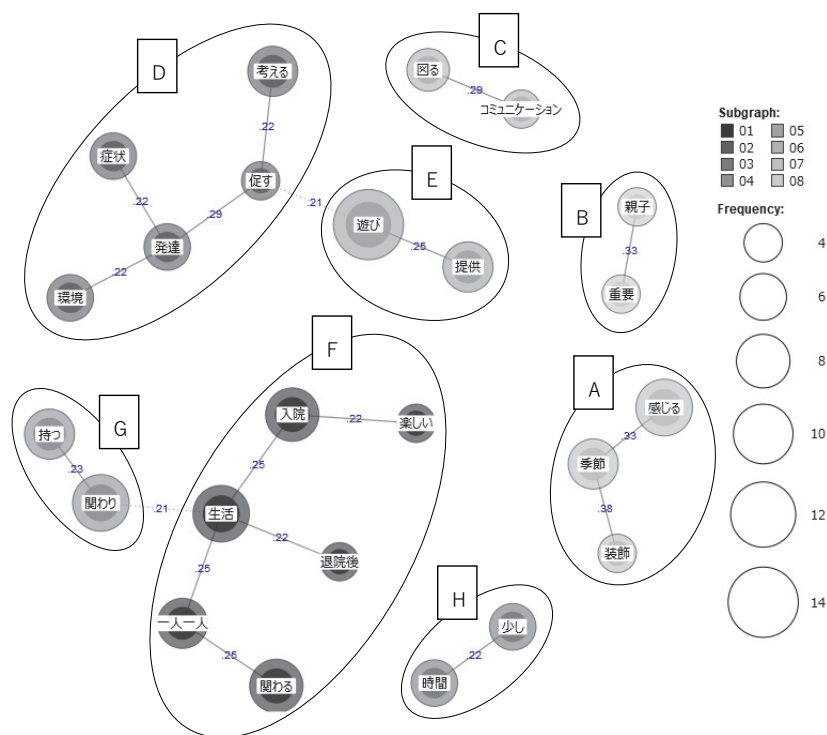 D
考える
.22
症状
促す
.22
.29
発達
.22
環境
C
図る
.29
コミュニケーション
E
.21
遊び
.25
提供
B
親子
.33
重要
Subgraph:
01 05
02 06
03 07
04 08
Frequency:
4
6
8
10
12
14
F
入院
.22
楽しい
.25
生活
.22
退院後
.25
一人一人
.25
関わる
G
持つ
.23
関わり
.21
A
感じる
.33
季節
.38
装飾
H
少し
.22
時間